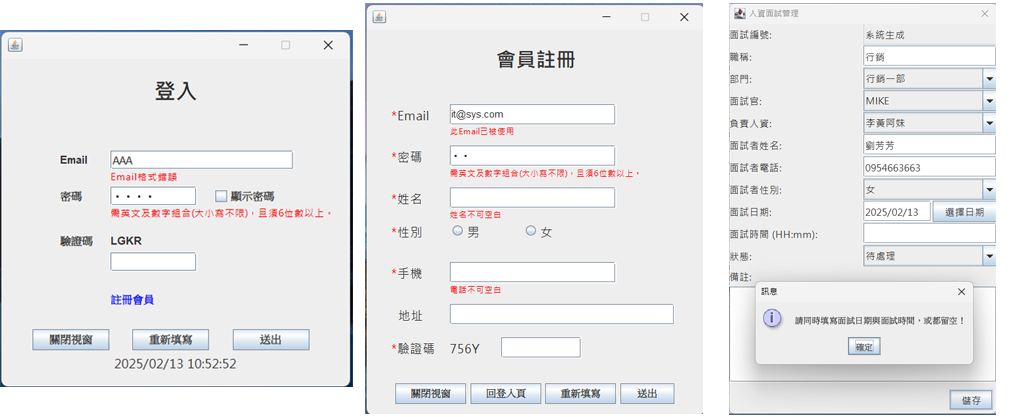 登入
Email AAA
Email格式錯誤
密碼 •••• 顯示密碼
需英文及數字組合(大小寫不限)，且須6位數以上。
驗證碼 LGKR
註冊會員
關閉視窗 重新填寫 送出
2025/02/13 10:52:52
會員註冊
*Email it@sys.com
此Email已被使用
*密碼 ••
需英文及數字組合(大小寫不限)，且須6位數以上。
*姓名
姓名不可空白
*性別 男 女
*手機
電話不可空白
地址
*驗證碼 756Y
關閉視窗 回登入頁 重新填寫 送出
人資面試管理
面試編號: 系統生成
職稱: 行銷
部門: 行銷一部
面試官: MIKE
負責人資: 李黃阿妹
面試者姓名: 劉芳芳
面試者電話: 0954663663
面試者性別: 女
面試日期: 2025/02/13 選擇日期
面試時間 (HH:mm):
狀態: 待處理
備註:
訊息
請同時填寫面試日期與面試時間，或都留空！
確定
儲存